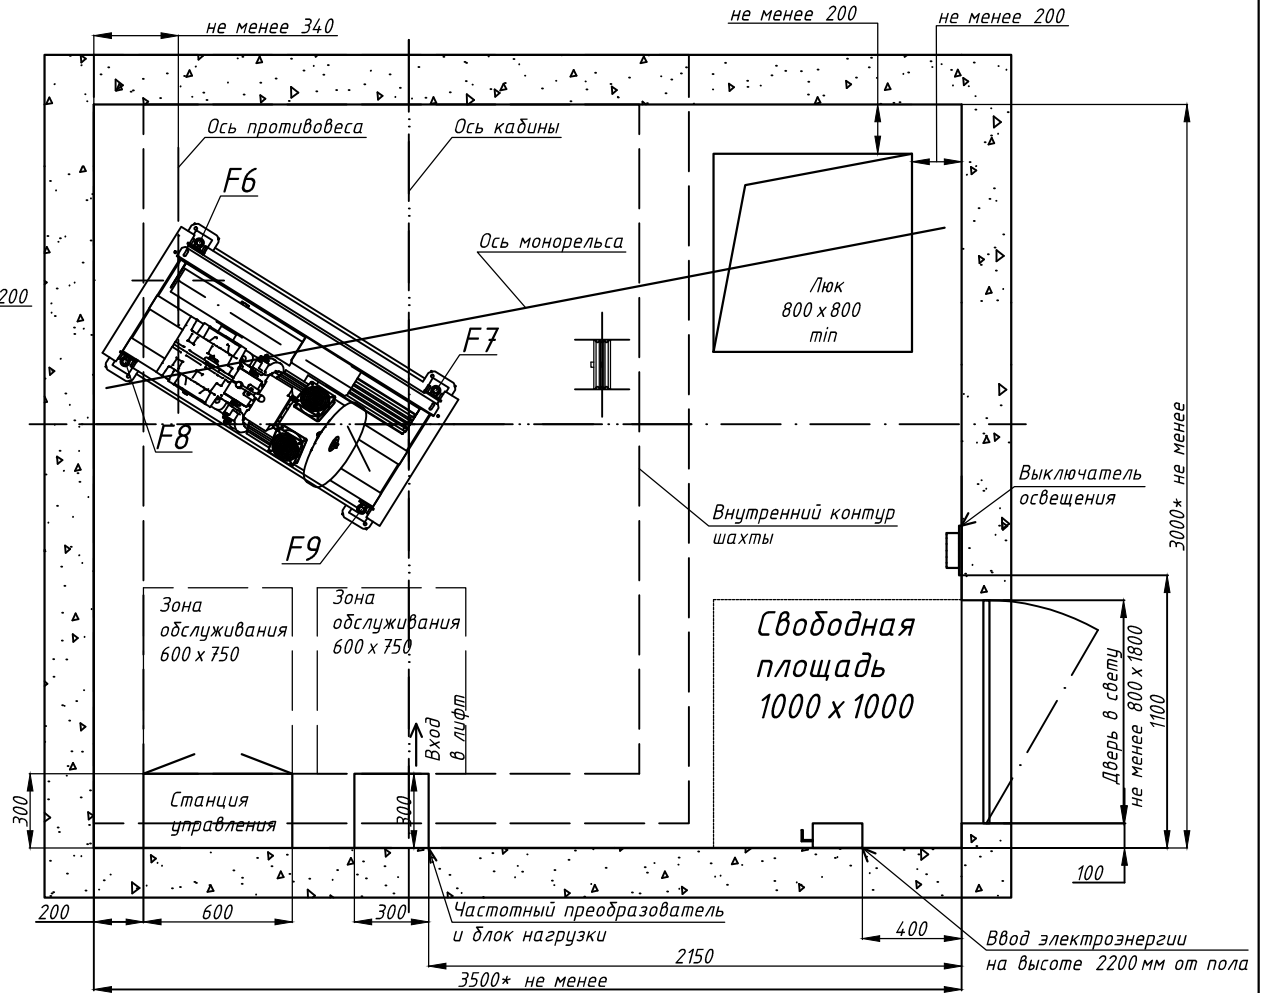 не менее 340
не менее 200
не менее 200
Ось противовеса
Ось кабины
F6
Ось монорельса
Люк
800 x 800
min
200
F7
F8
F9
Выключатель
освещения
3000* не менее
Внутренний контур
шахты
Зона
обслуживания
600 x 750
Зона
обслуживания
600 x 750
Свободная
площадь
1000 x 1000
Дверь в свету
не менее 800 x 1800
1100
Вход
в лифт
300
Станция
управления
300
100
200
600
300
Частотный преобразователь
и блок нагрузки
400
Ввод электроэнергии
на высоте 2200 мм от пола
2150
3500* не менее